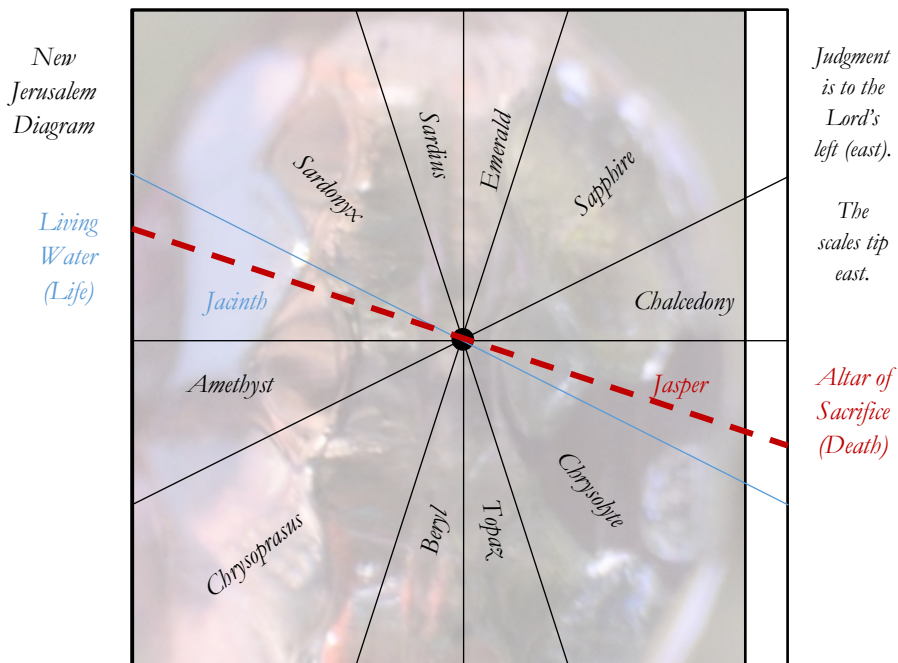 New
Jerusalem
Diagram
Living
Water
(Life)
Sardonyx
Sardius
Emerald
Sapphire
Jacinth
Chalcedony
Amethyst
Jasper
Chrysoprasus
Beryl
Topaz
Chrysolyte
Judgment
is to the
Lord's
left (east).
The
scales tip
east.
Altar of
Sacrifice
(Death)